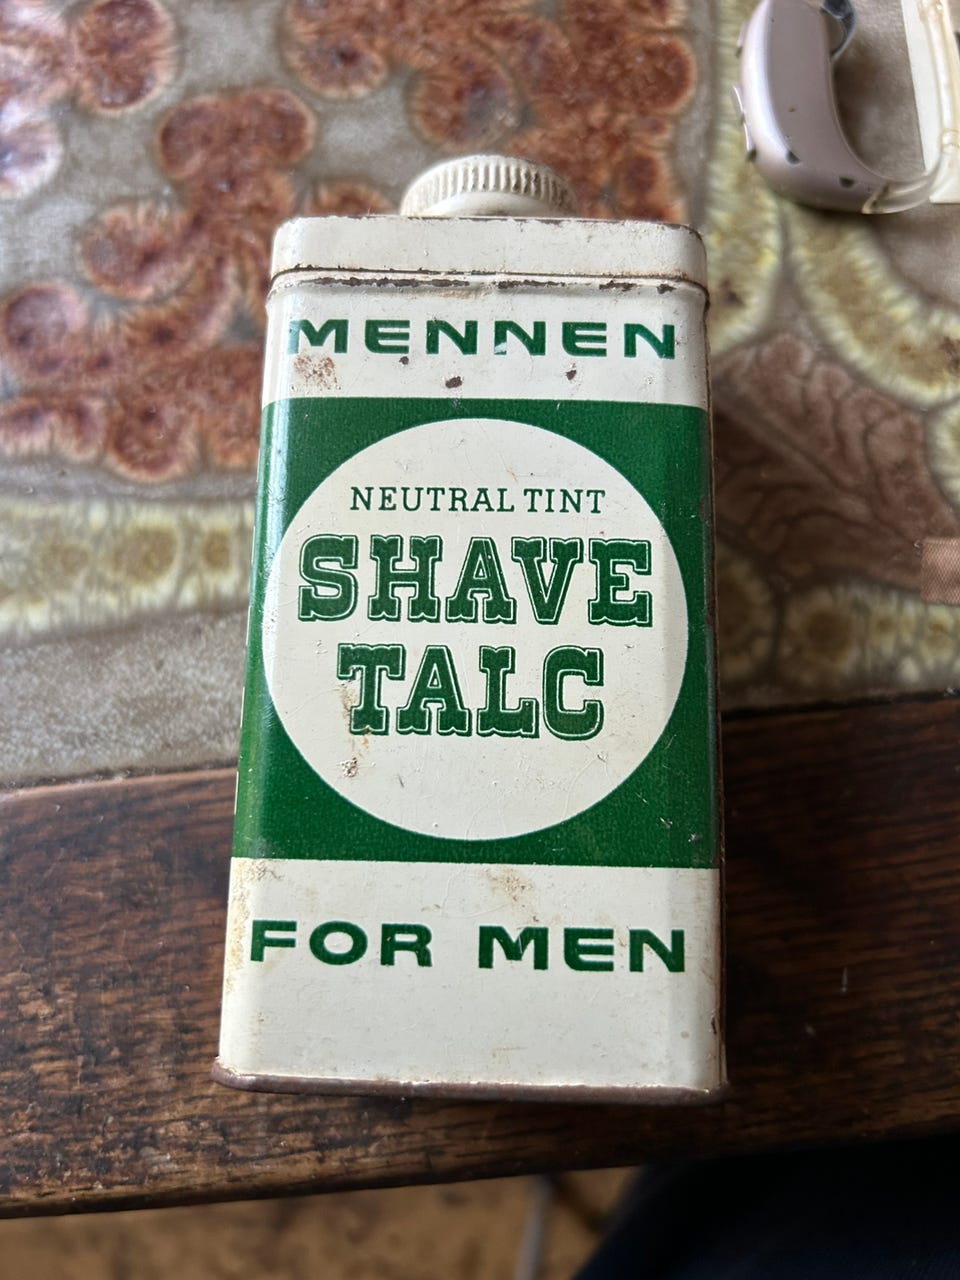 MENNEN
NEUTRAL TINT
SHAVE
TALC
FOR MEN